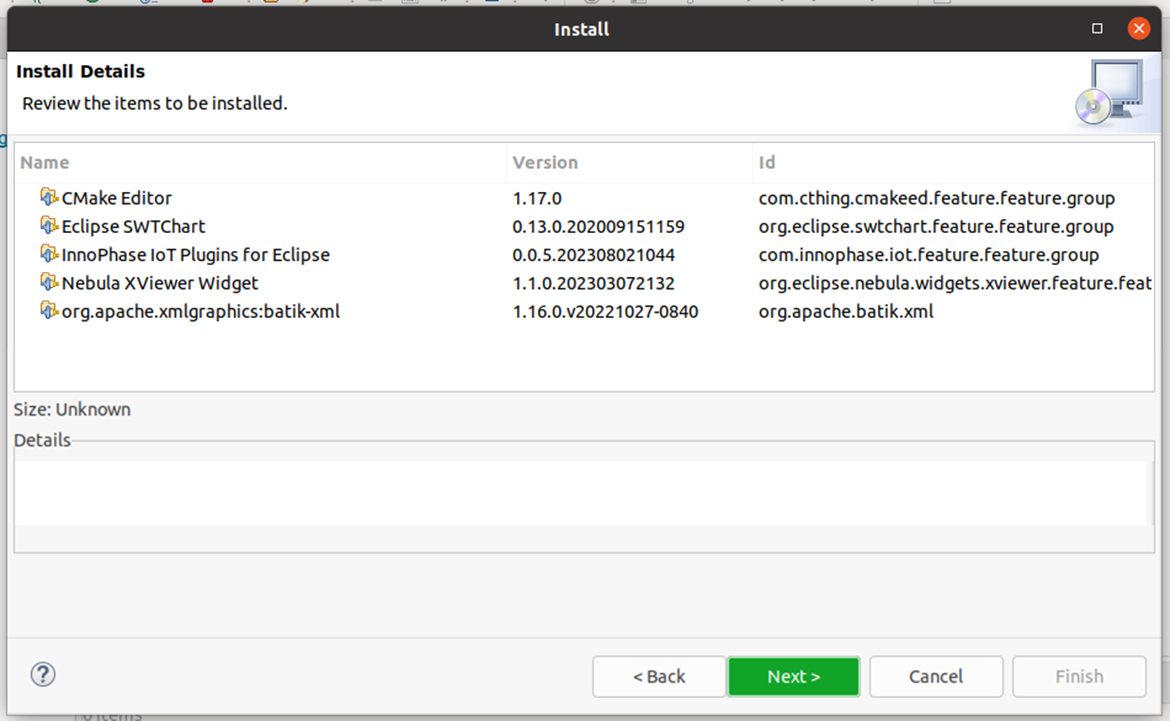 Install
Install Details
Review the items to be installed.
Name Version Id
CMake Editor 1.17.0 com.cthing.cmakeed.feature.feature.group
Eclipse SWTChart 0.13.0.202009151159 org.eclipse.swtchart.feature.feature.group
InnoPhase IoT Plugins for Eclipse 0.0.5.202308021044 com.innophase.iot.feature.feature.group
Nebula XViewer Widget 1.1.0.202303072132 org.eclipse.nebula.widgets.xviewer.feature.feat
org.apache.xmlgraphics:batik-xml 1.16.0.v20221027-0840 org.apache.batik.xml
Size: Unknown
Details
? < Back Next > Cancel Finish